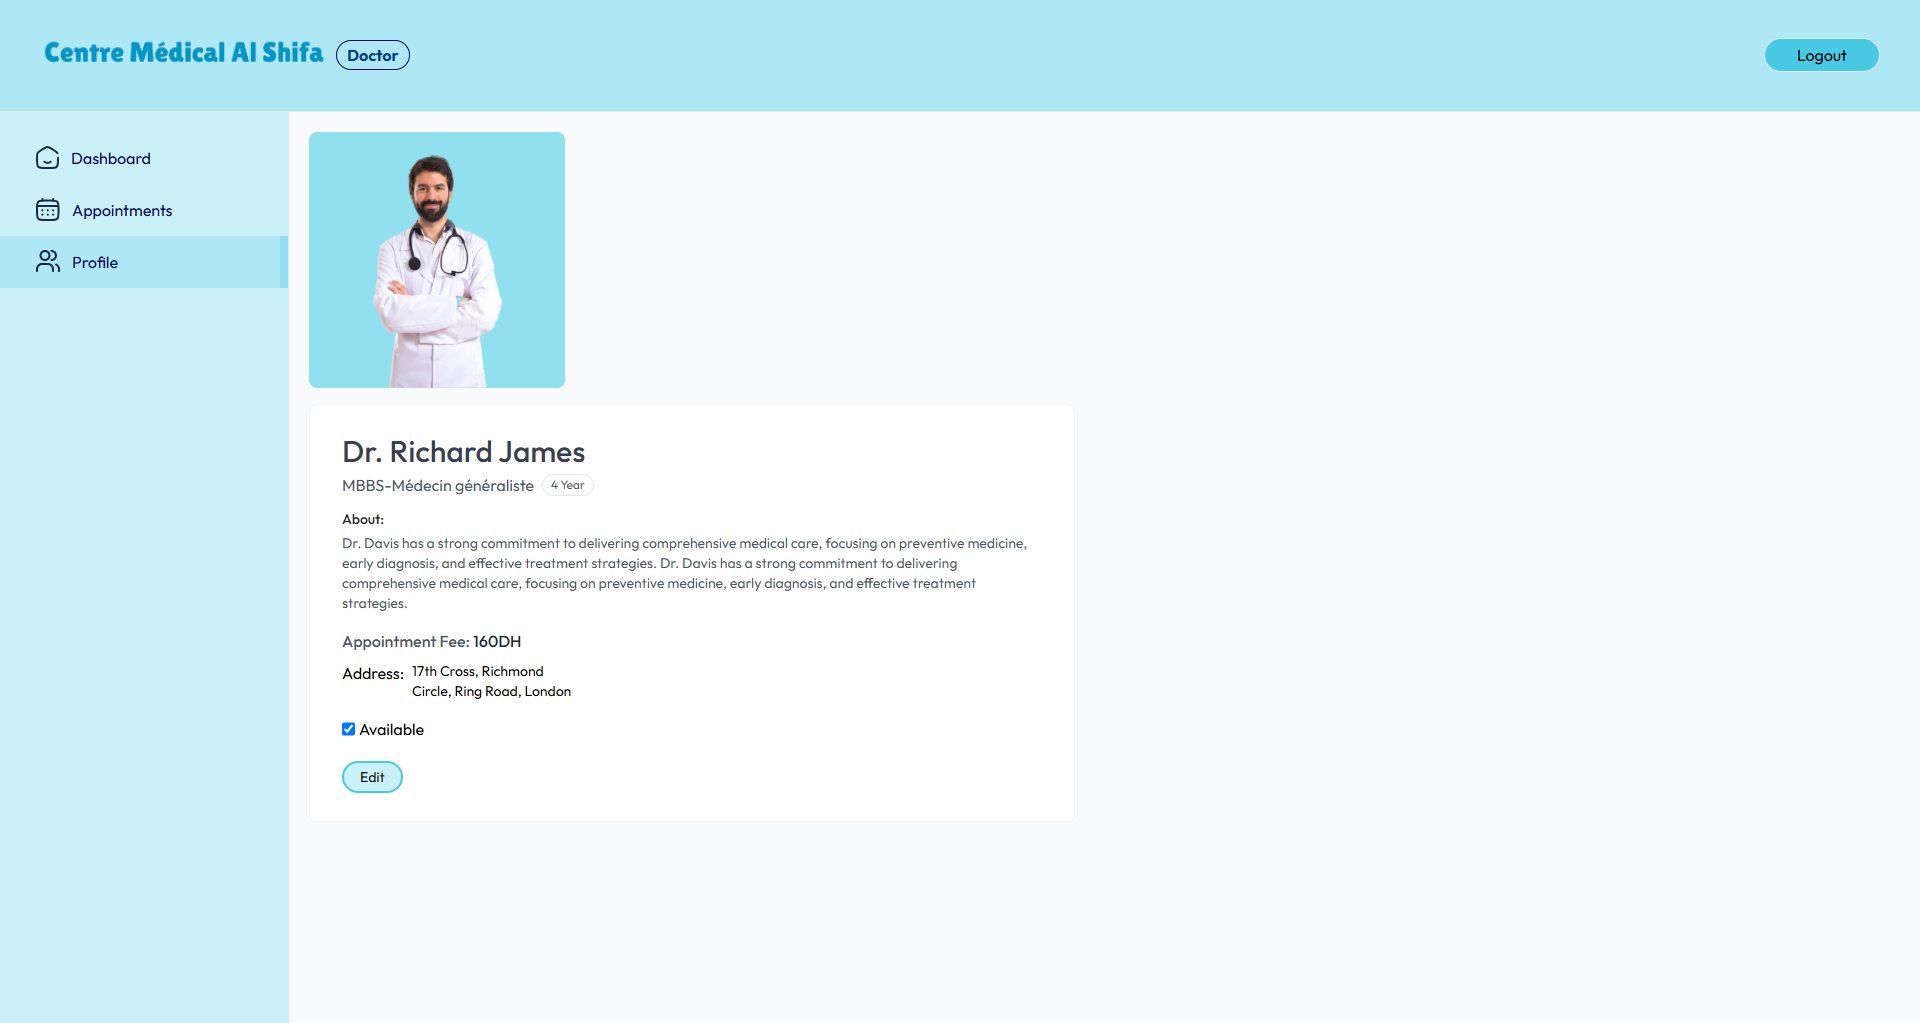 Centre Médical Al Shifa
Doctor
Logout
Dashboard
Appointments
Profile
Dr. Richard James
MBBS-Médecin généraliste
4 Year
About:
Dr. Davis has a strong commitment to delivering comprehensive medical care, focusing on preventive medicine,
early diagnosis, and effective treatment strategies. Dr. Davis has a strong commitment to delivering
comprehensive medical care, focusing on preventive medicine, early diagnosis, and effective treatment
strategies.
Appointment Fee: 160DH
Address: 17th Cross, Richmond
Circle, Ring Road, London
Available
Edit